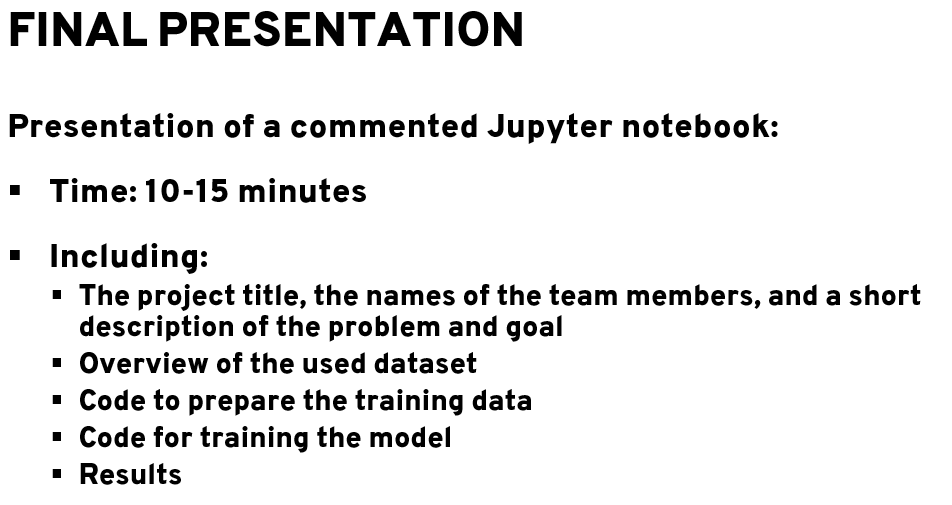 FINAL PRESENTATION
Presentation of a commented Jupyter notebook:
▪ Time: 10-15 minutes
▪ Including:
▪ The project title, the names of the team members, and a short
description of the problem and goal
▪ Overview of the used dataset
▪ Code to prepare the training data
▪ Code for training the model
▪ Results